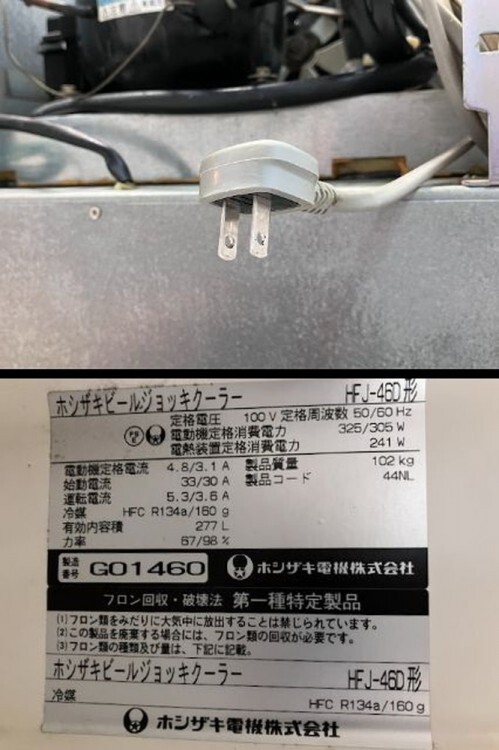 ホシザキビールジョッキクーラー HFJ-46D形
定格電圧 100 V 定格周波数 50/60 Hz
電動機定格消費電力 325/305 W
電熱装置定格消費電力 241 W
電動機定格電流 4.8/3.1 A 製品質量 102 kg
始動電流 33/30 A 製品コード 44NL
運転電流 5.3/3.6 A
冷媒 HFC R134a/160 g
有効内容積 277 L
力率 67/98 %
製造番号 G01460 ホシザキ電機株式会社
フロン回収・破壊法 第一種特定製品
(1)フロン類をみだりに大気中に放出することは禁じられています。
(2)この製品を廃棄する場合には、フロン類の回収が必要です。
(3)フロン類の種類及び量は、下記に記載。
ホシザキビールジョッキクーラー HFJ-46D形
冷媒 HFC R134a/160 g
ホシザキ電機株式会社